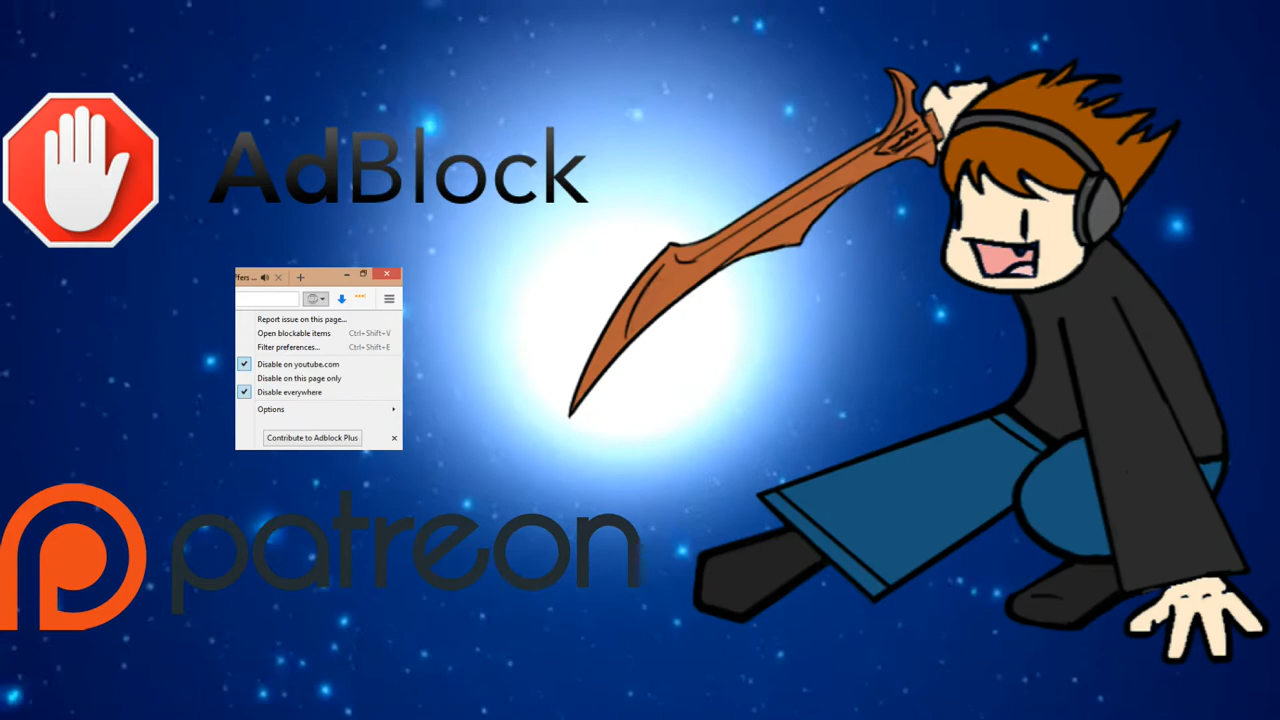 AdBlock
ffers ...
Report issue on this page...
Open blockable items Ctrl+Shift+V
Filter preferences... Ctrl+Shift+E
Disable on youtube.com
Disable on this page only
Disable everywhere
Options
Contribute to Adblock Plus
patreon